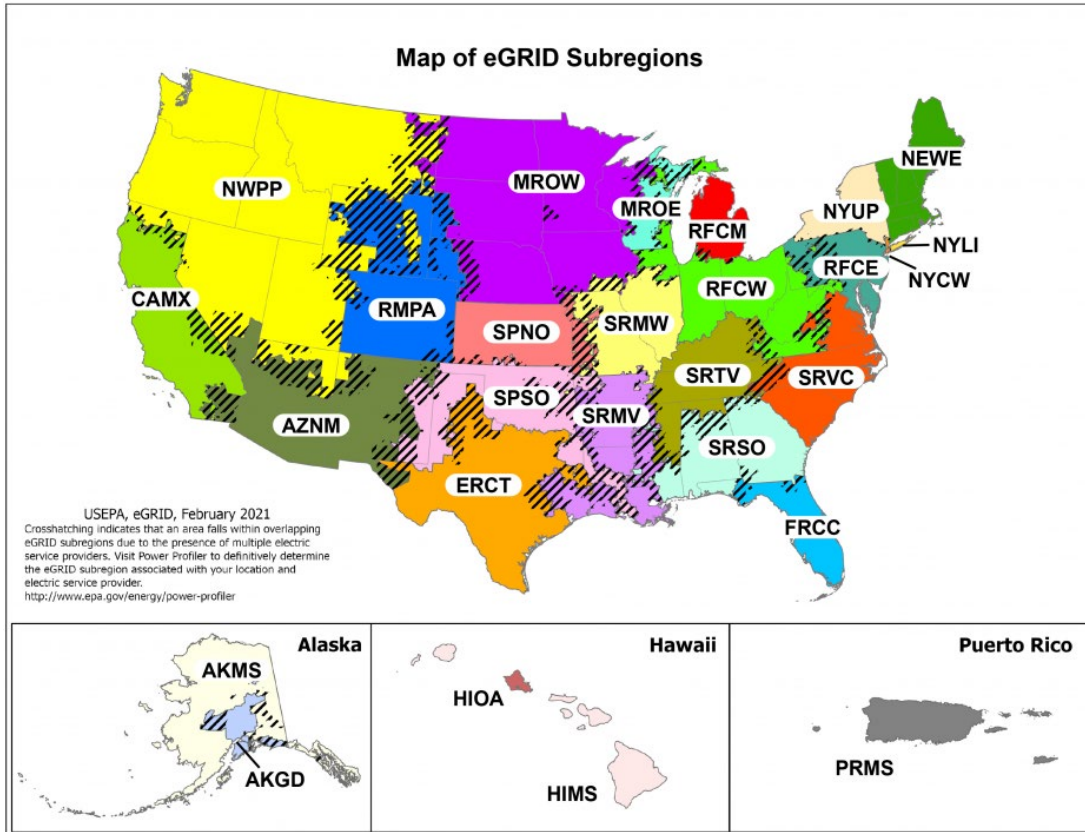 Map of eGRID Subregions
NEWE
NWPP
MROW
MROE
NYUP
RFCM
NYLI
RFCE
NYCW
CAMX
RFCW
RMPA
SRMW
SPNO
SRTV
SRVC
SPSO
SRMV
AZNM
SRSO
ERCT
FRCC
USEPA, eGRID, February 2021
Crosshatching indicates that an area falls within overlapping
eGRID subregions due to the presence of multiple electric
service providers. Visit Power Profiler to definitively determine
the eGRID subregion associated with your location and
electric service provider.
http://www.epa.gov/energy/power-profiler
Alaska
AKMS
AKGD
Hawaii
HIOA
HIMS
Puerto Rico
PRMS